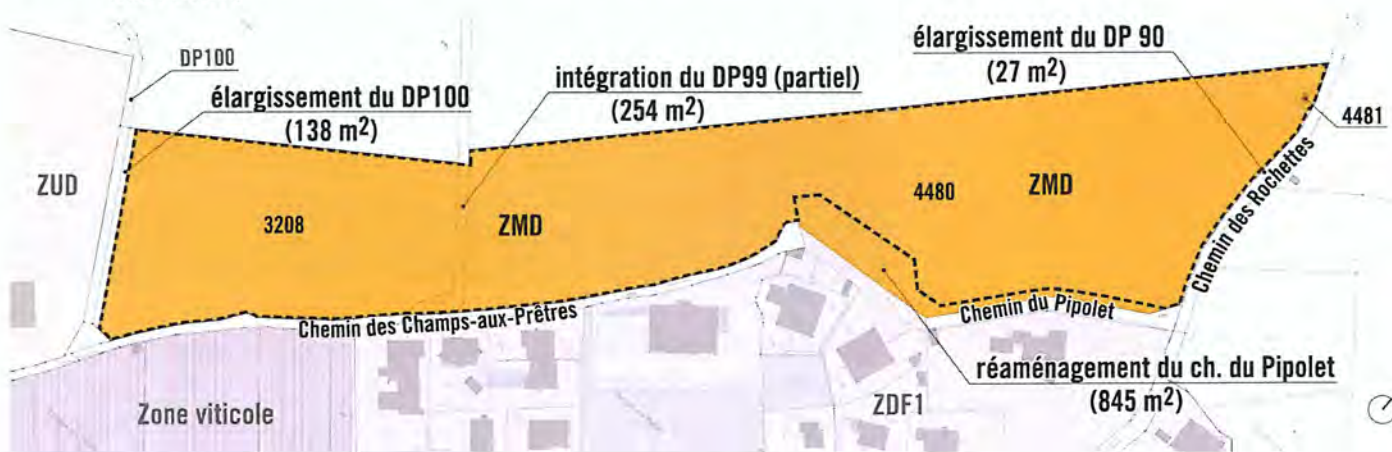 DP100
élargissement du DP100
(138 m²)
intégration du DP99 (partiel)
(254 m²)
élargissement du DP 90
(27 m²)
4481
ZUD
3208
ZMD
4480
ZMD
Chemin des Rochettes
Chemin des Champs-aux-Prêtres
Chemin du Pipolet
réaménagement du ch. du Pipolet
(845 m²)
Zone viticole
ZDF1